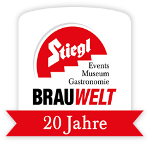 Stiegl
Events
Museum
Gastronomie
BRAUWELT
20 Jahre